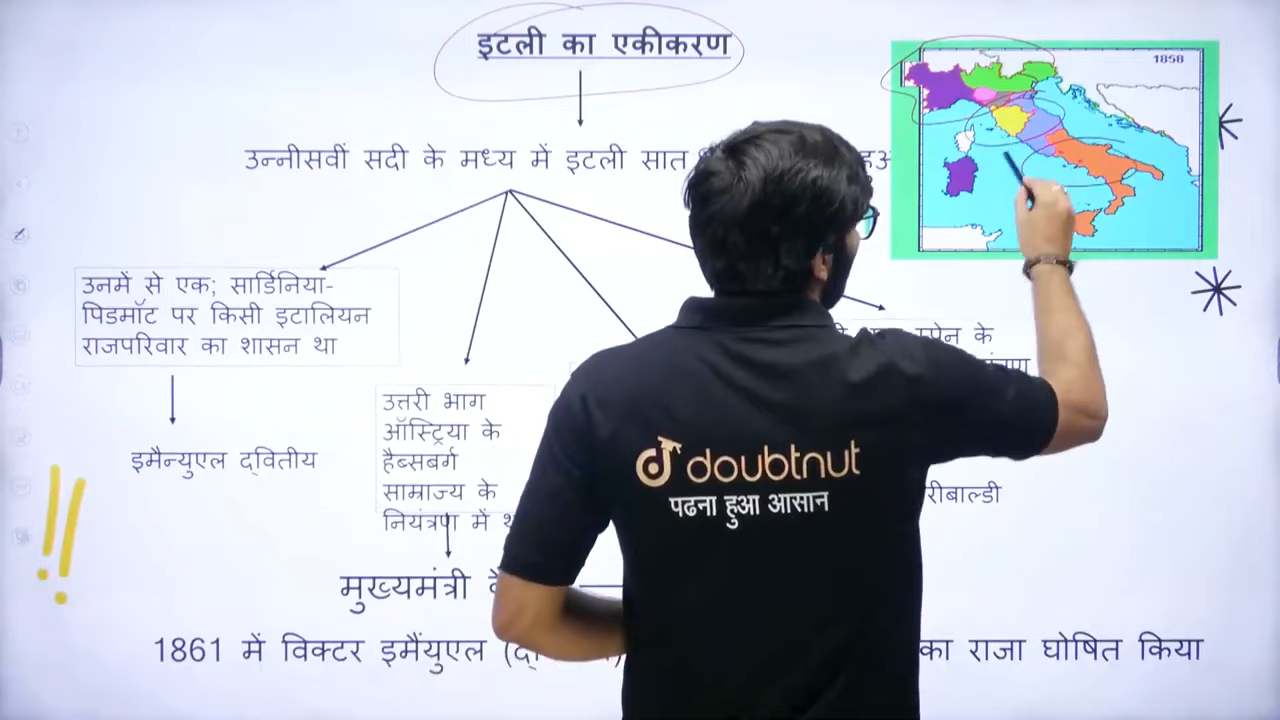 इटली का एकीकरण
1858
उन्नीसवीं सदी के मध्य में इटली सात
उनमें से एक; सार्डिनिया-
पिडमॉट पर किसी इटालियन
राजपरिवार का शासन था
स्पेन के
उत्तरी भाग
ऑस्ट्रिया के
हैब्सबर्ग
साम्राज्य के
नियंत्रण में
इमैन्युएल द्वितीय
रीबाल्डी
doubtnut
पढना हुआ आसान
मुख्यमंत्री
1861 में विक्टर इमैंयुएल का राजा घोषित किया